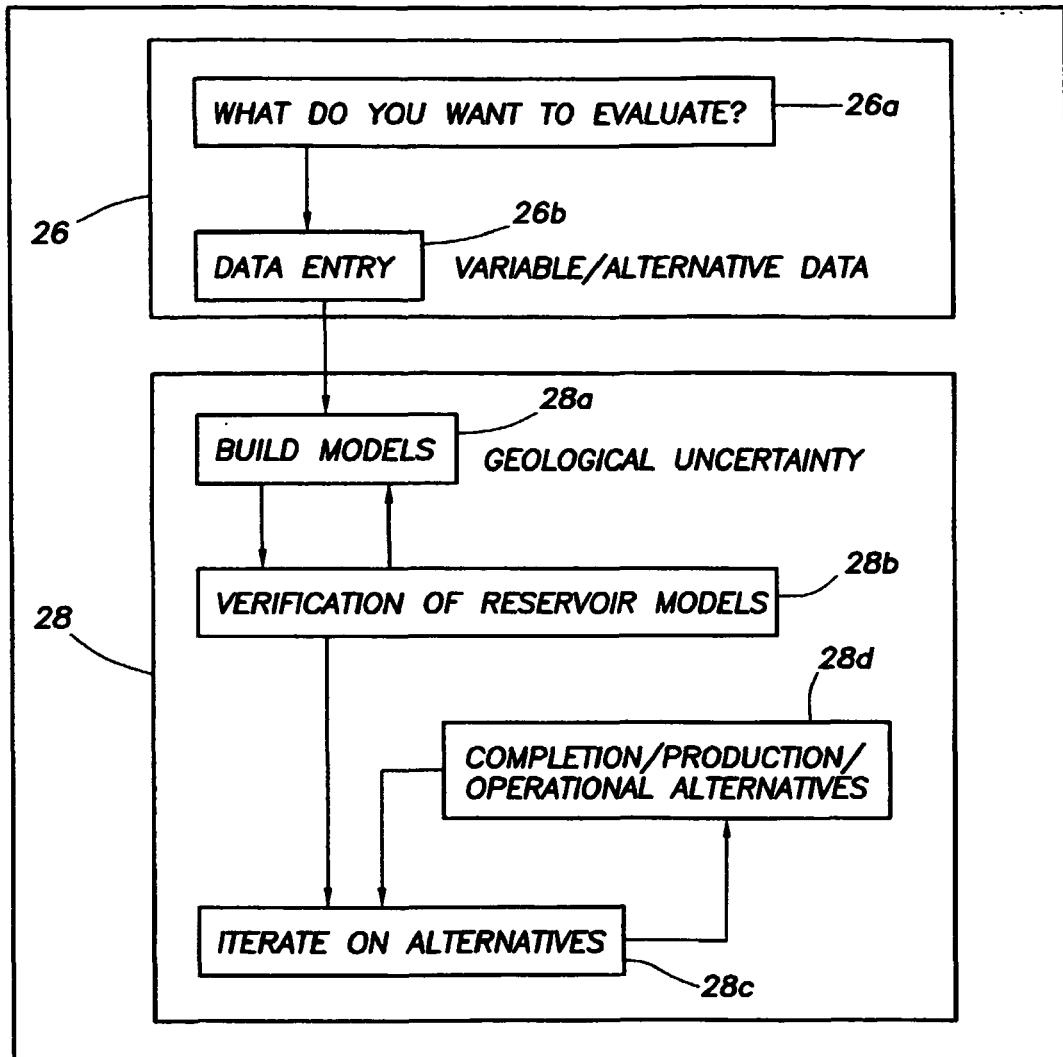 WHAT DO YOU WANT TO EVALUATE?
26a
26
26b
DATA ENTRY
VARIABLE/ALTERNATIVE DATA
28a
BUILD MODELS
GEOLOGICAL UNCERTAINTY
28b
VERIFICATION OF RESERVOIR MODELS
28
28d
COMPLETION/PRODUCTION/
OPERATIONAL ALTERNATIVES
ITERATE ON ALTERNATIVES
28c